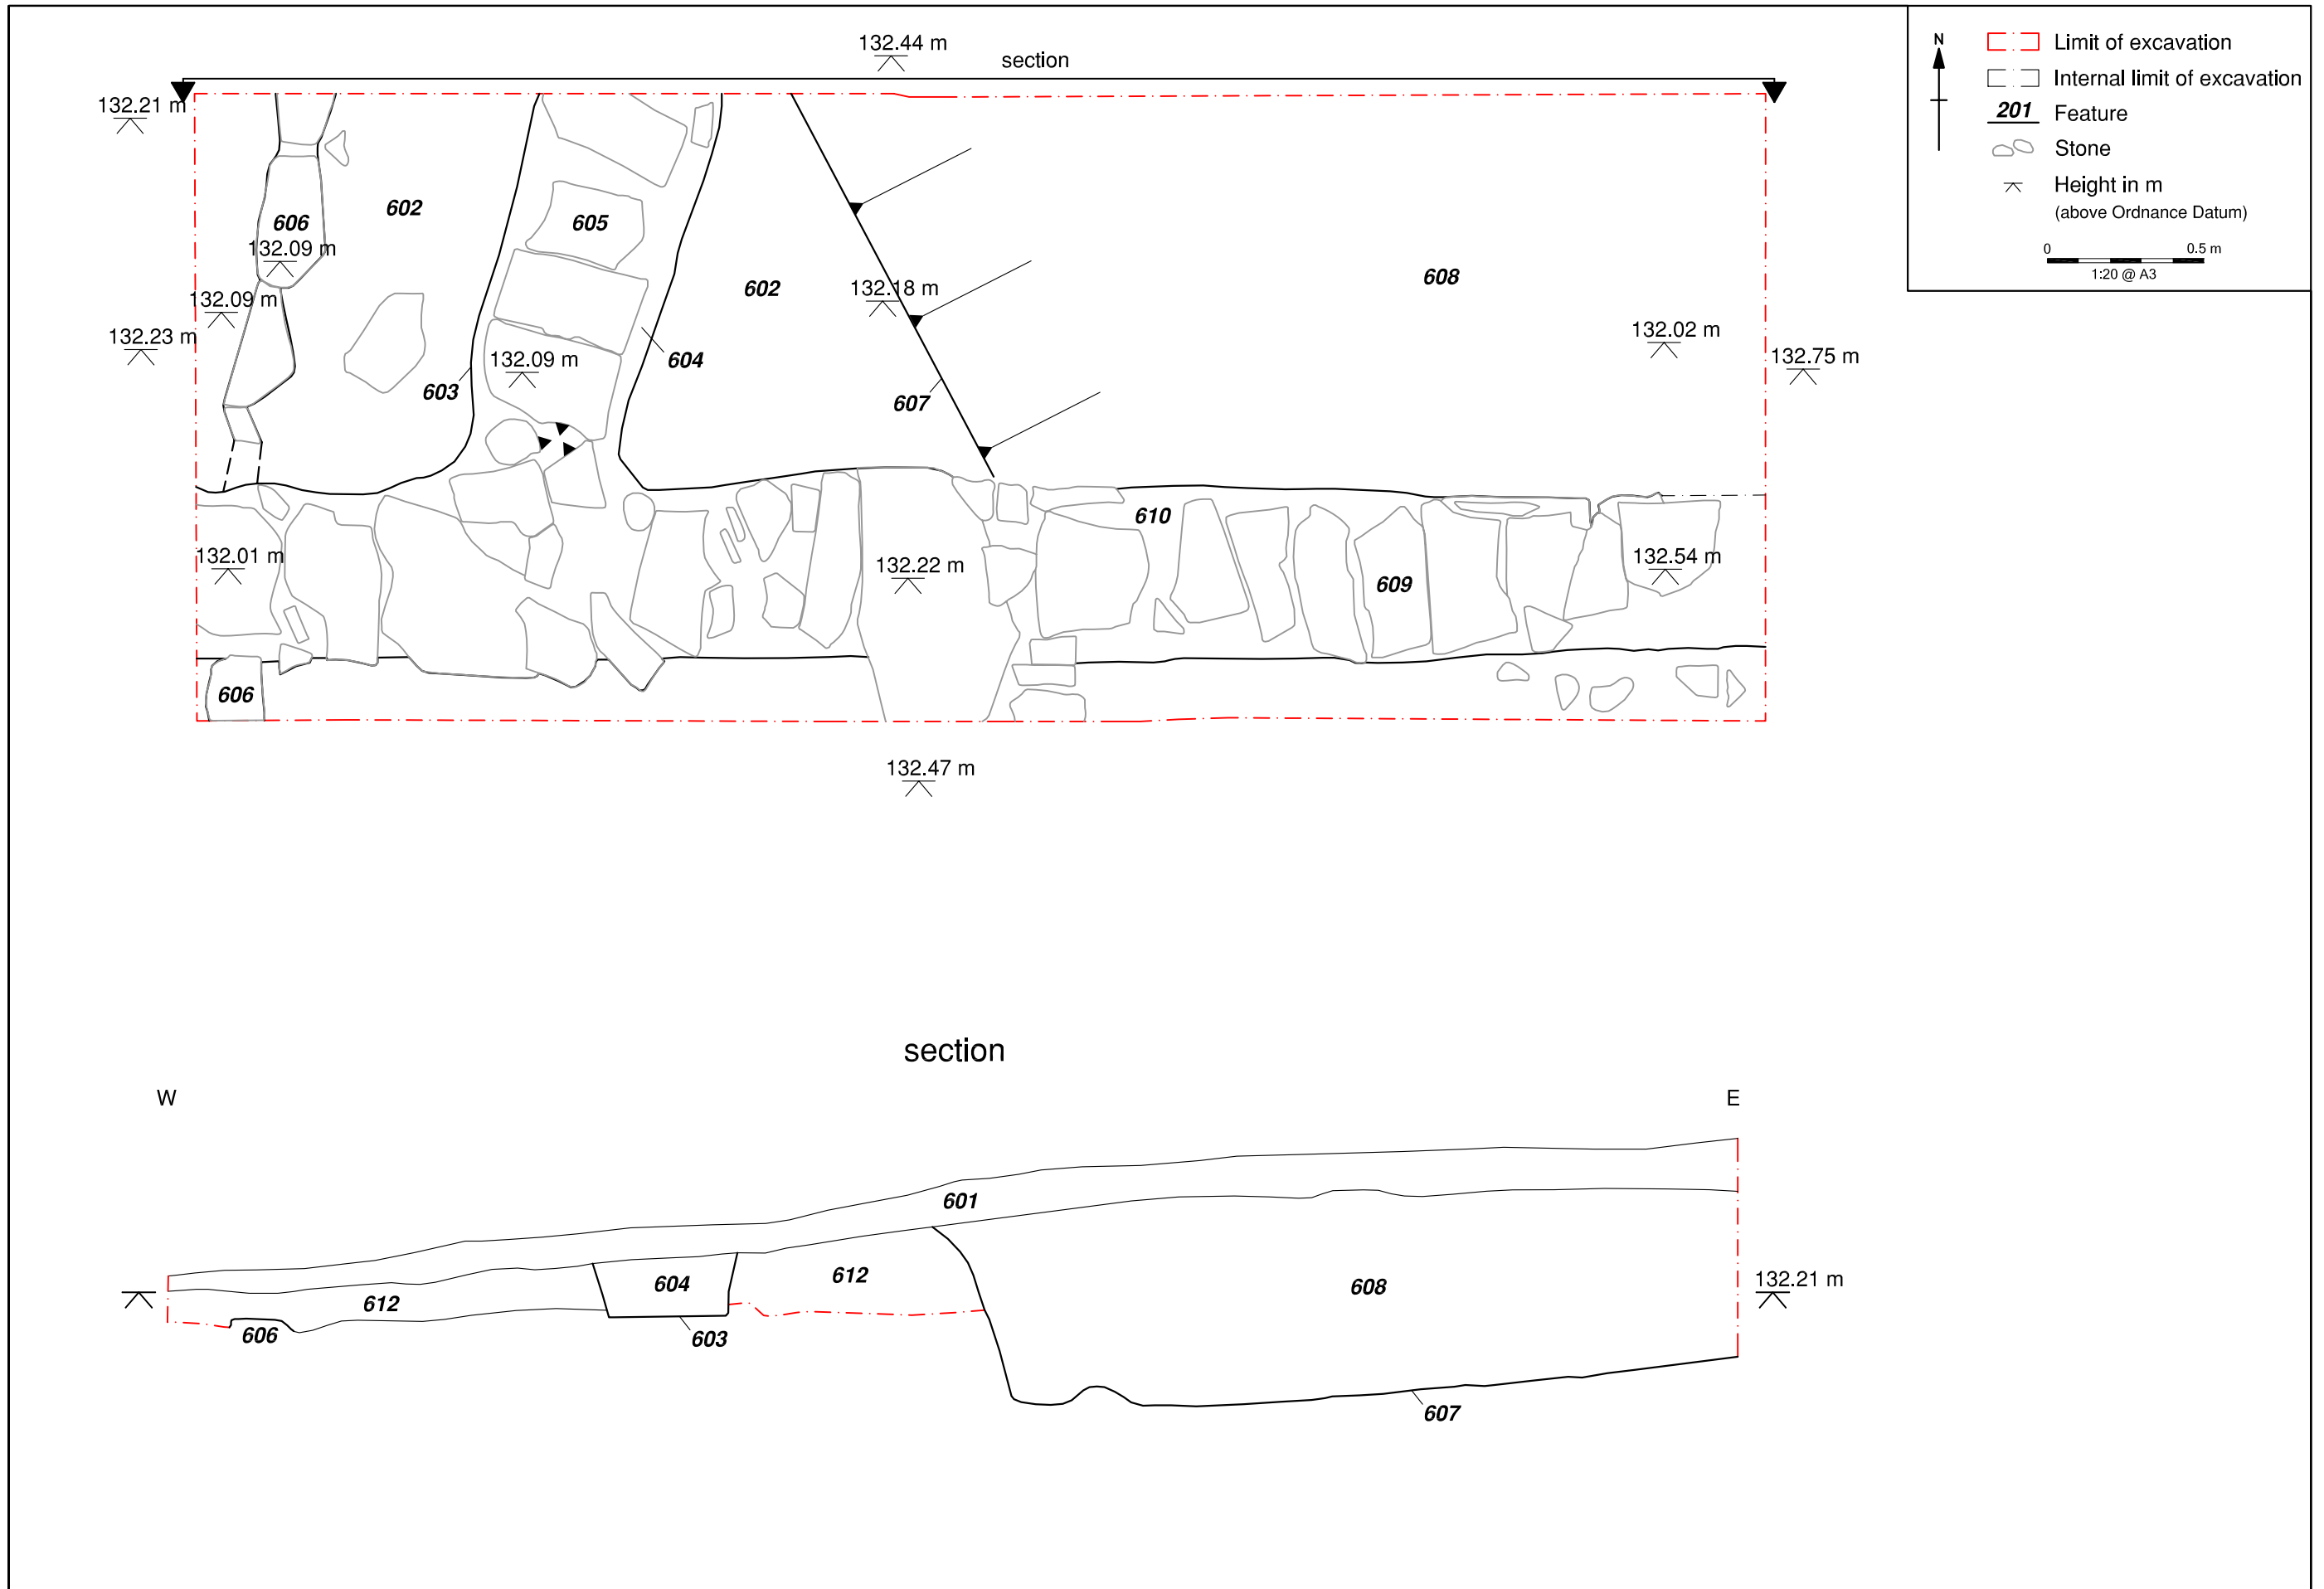 132.44 m
section
132.21 m
602
606
605
132.09 m
602
132.18 m
608
132.09 m
132.23 m
132.09 m
604
603
607
132.02 m
132.75 m
610
132.01 m
132.22 m
609
132.54 m
606
132.47 m
N
Limit of excavation
Internal limit of excavation
201 Feature
Stone
Height in m
(above Ordnance Datum)
0 0.5 m
1:20 @ A3
section
W
E
601
612
604
612
608
132.21 m
606
603
607